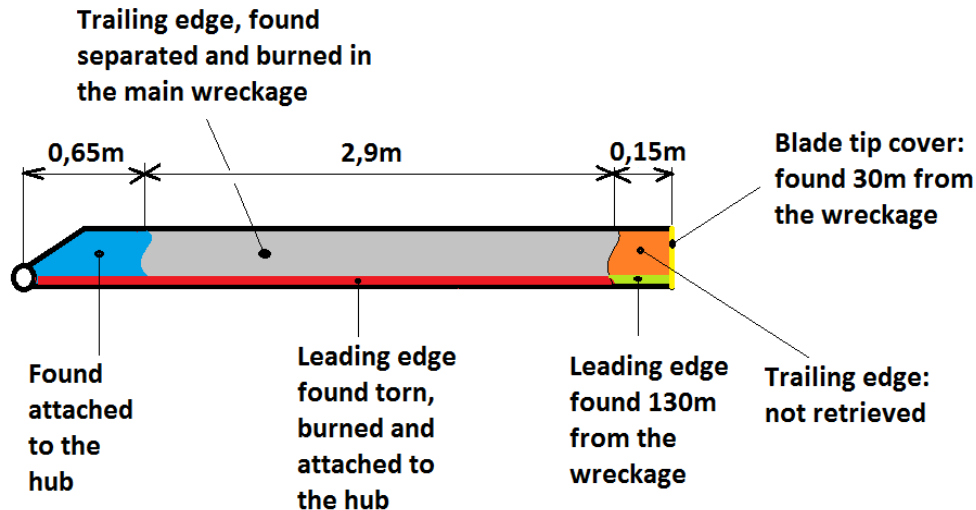 Trailing edge, found
separated and burned in
the main wreckage
0,65m
2,9m
0,15m
Blade tip cover:
found 30m from
the wreckage
Found
attached
to the
hub
Leading edge
found torn,
burned and
attached to
the hub
Leading edge
found 130m
from the
wreckage
Trailing edge:
not retrieved